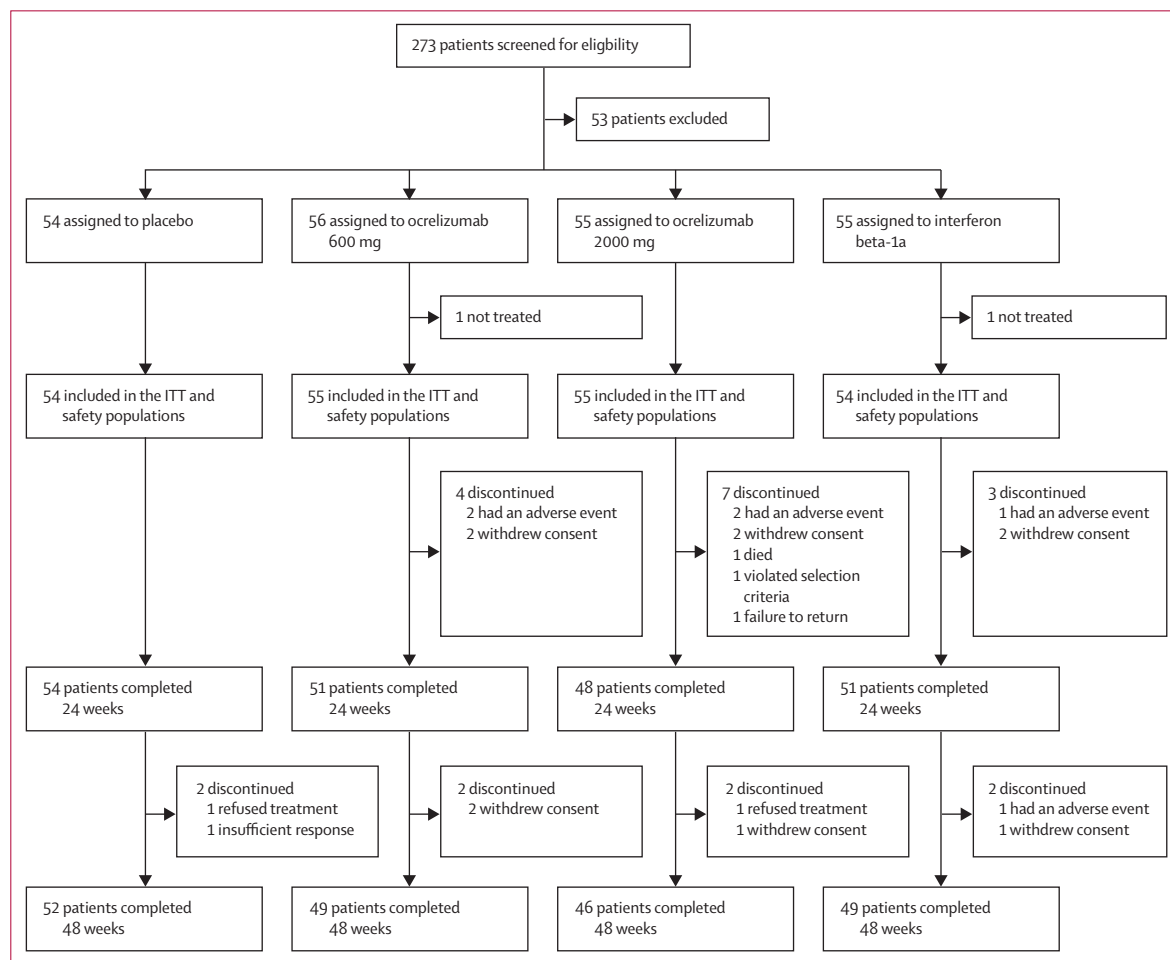 273 patients screened for eligbility
53 patients excluded
54 assigned to placebo
56 assigned to ocrelizumab
600 mg
55 assigned to ocrelizumab
2000 mg
55 assigned to interferon
beta-1a
1 not treated
1 not treated
54 included in the ITT and
safety populations
55 included in the ITT and
safety populations
55 included in the ITT and
safety populations
54 included in the ITT and
safety populations
4 discontinued
2 had an adverse event
2 withdrew consent
7 discontinued
2 had an adverse event
2 withdrew consent
1 died
1 violated selection
criteria
1 failure to return
3 discontinued
1 had an adverse event
2 withdrew consent
54 patients completed
24 weeks
51 patients completed
24 weeks
48 patients completed
24 weeks
51 patients completed
24 weeks
2 discontinued
1 refused treatment
1 insufficient response
2 discontinued
2 withdrew consent
2 discontinued
1 refused treatment
1 withdrew consent
2 discontinued
1 had an adverse event
1 withdrew consent
52 patients completed
48 weeks
49 patients completed
48 weeks
46 patients completed
48 weeks
49 patients completed
48 weeks